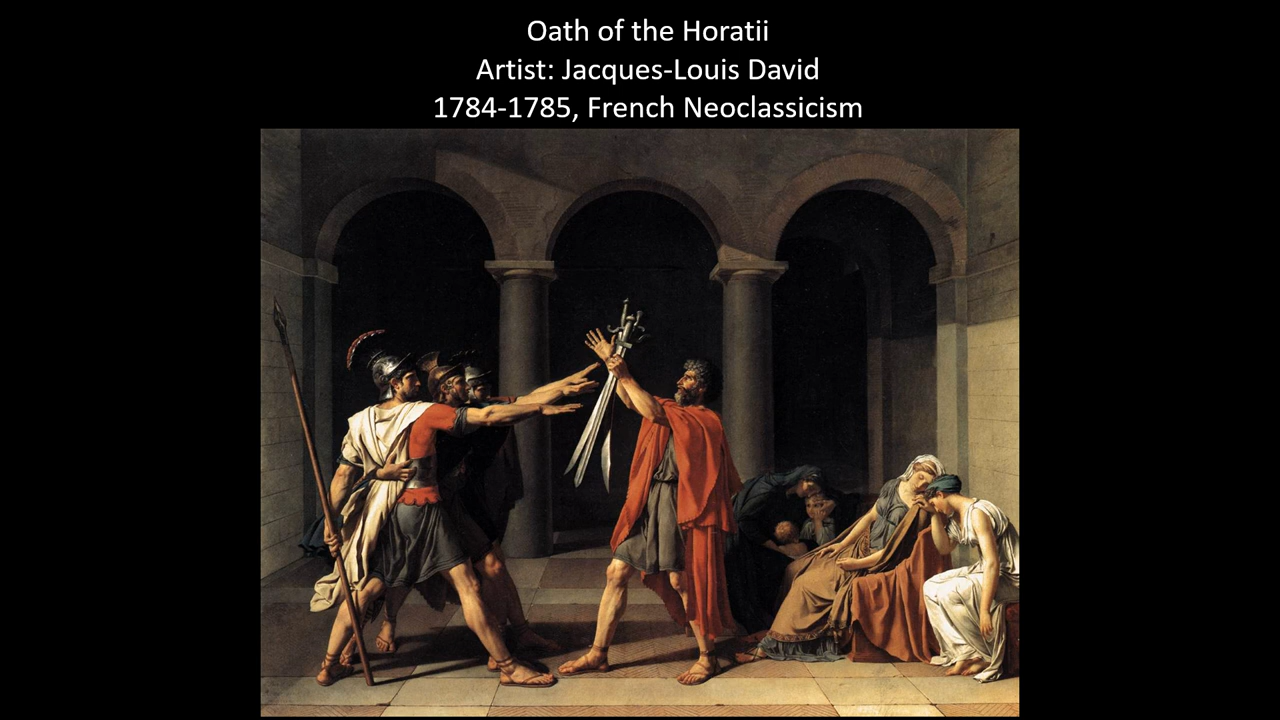 Oath of the Horatii
Artist: Jacques-Louis David
1784-1785, French Neoclassicism